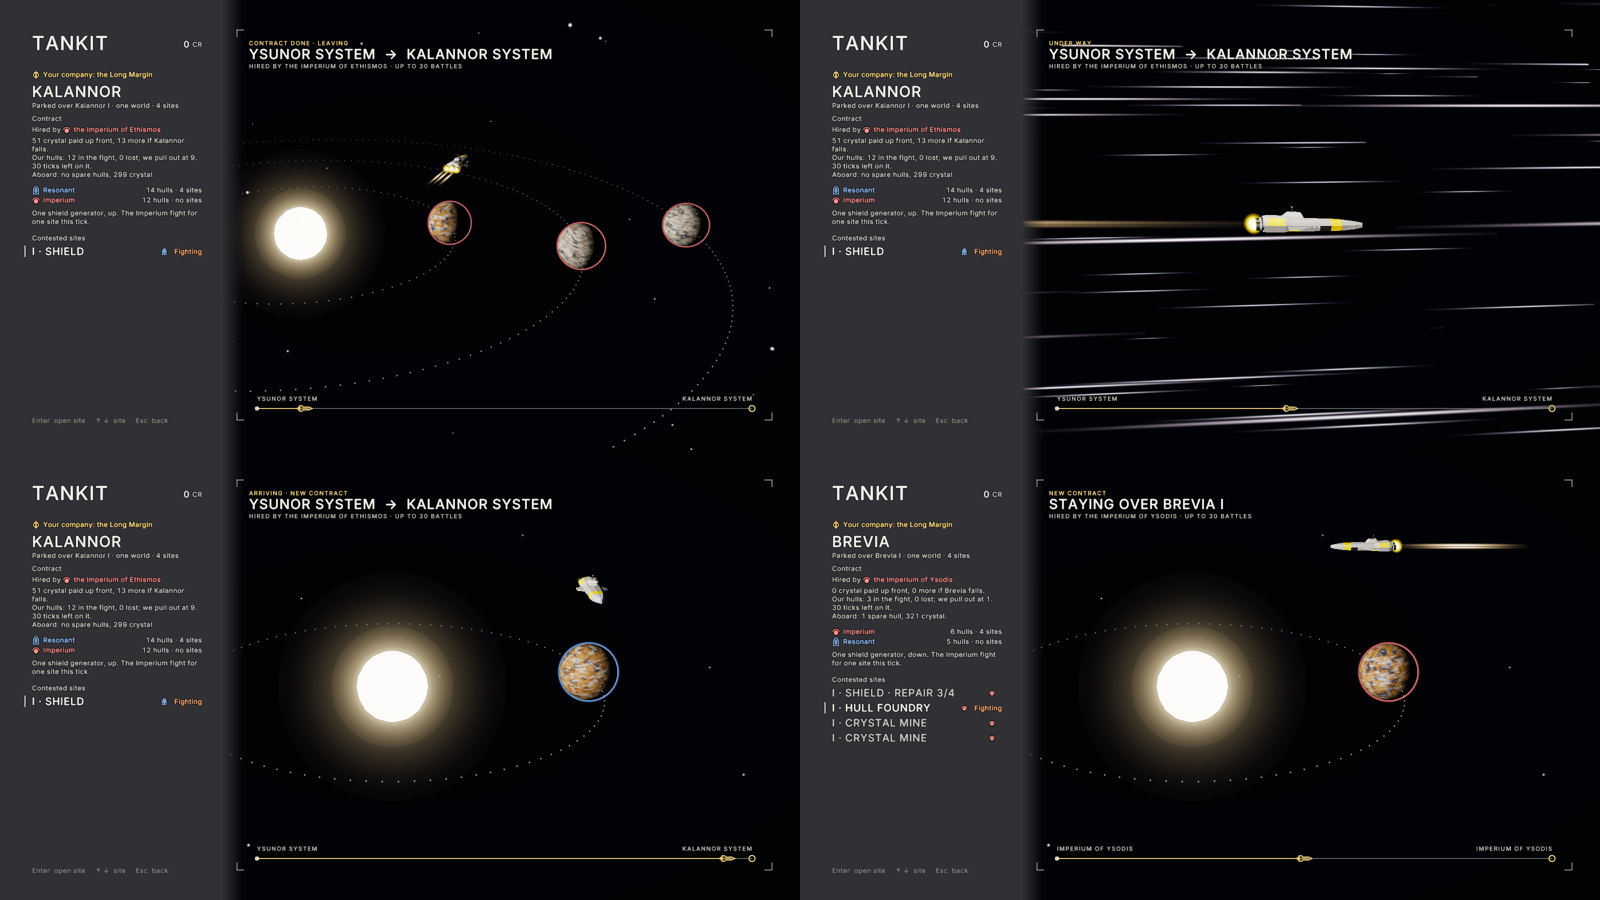 TANKIT
0 CR
Your company: the Long Margin
KALANNOR
Parked over Kalannor I · one world · 4 sites
Contract
Hired by the Imperium of Ethismos
51 crystal paid up front, 13 more if Kalannor
falls.
Our hulls: 12 in the fight, 0 lost; we pull out at 9.
30 ticks left on it.
Aboard: no spare hulls, 299 crystal.
Resonant 14 hulls · 4 sites
Imperium 12 hulls · no sites
One shield generator, up. The Imperium fight for
one site this tick.
Contested sites
I · SHIELD Fighting
Enter open site ↑ ↓ site Esc back
CONTRACT DONE · LEAVING
YSUNOR SYSTEM → KALANNOR SYSTEM
HIRED BY THE IMPERIUM OF ETHISMOS · UP TO 30 BATTLES
YSUNOR SYSTEM
KALANNOR SYSTEM
TANKIT
0 CR
Your company: the Long Margin
KALANNOR
Parked over Kalannor I · one world · 4 sites
Contract
Hired by the Imperium of Ethismos
51 crystal paid up front, 13 more if Kalannor
falls.
Our hulls: 12 in the fight, 0 lost; we pull out at 9.
30 ticks left on it.
Aboard: no spare hulls, 299 crystal.
Resonant 14 hulls · 4 sites
Imperium 12 hulls · no sites
One shield generator, up. The Imperium fight for
one site this tick.
Contested sites
I · SHIELD Fighting
Enter open site ↑ ↓ site Esc back
UNDER WAY
YSUNOR SYSTEM → KALANNOR SYSTEM
HIRED BY THE IMPERIUM OF ETHISMOS · UP TO 30 BATTLES
YSUNOR SYSTEM
KALANNOR SYSTEM
TANKIT
0 CR
Your company: the Long Margin
KALANNOR
Parked over Kalannor I · one world · 4 sites
Contract
Hired by the Imperium of Ethismos
51 crystal paid up front, 13 more if Kalannor
falls.
Our hulls: 12 in the fight, 0 lost; we pull out at 9.
30 ticks left on it.
Aboard: no spare hulls, 299 crystal.
Resonant 14 hulls · 4 sites
Imperium 12 hulls · no sites
One shield generator, up. The Imperium fight for
one site this tick.
Contested sites
I · SHIELD Fighting
Enter open site ↑ ↓ site Esc back
ARRIVING · NEW CONTRACT
YSUNOR SYSTEM → KALANNOR SYSTEM
HIRED BY THE IMPERIUM OF ETHISMOS · UP TO 30 BATTLES
YSUNOR SYSTEM
KALANNOR SYSTEM
TANKIT
0 CR
Your company: the Long Margin
BREVIA
Parked over Brevia I · one world · 4 sites
Contract
Hired by the Imperium of Ysodis
0 crystal paid up front, 0 more if Brevia falls.
Our hulls: 3 in the fight, 0 lost; we pull out at 1.
30 ticks left on it.
Aboard: 1 spare hull, 321 crystal.
Imperium 6 hulls · 4 sites
Resonant 5 hulls · no sites
One shield generator, down. The Imperium fight
for one site this tick.
Contested sites
I · SHIELD · REPAIR 3/4
I · HULL FOUNDRY Fighting
I · CRYSTAL MINE
I · CRYSTAL MINE
Enter open site ↑ ↓ site Esc back
NEW CONTRACT
STAYING OVER BREVIA I
HIRED BY THE IMPERIUM OF YSODIS · UP TO 30 BATTLES
IMPERIUM OF YSODIS
IMPERIUM OF YSODIS